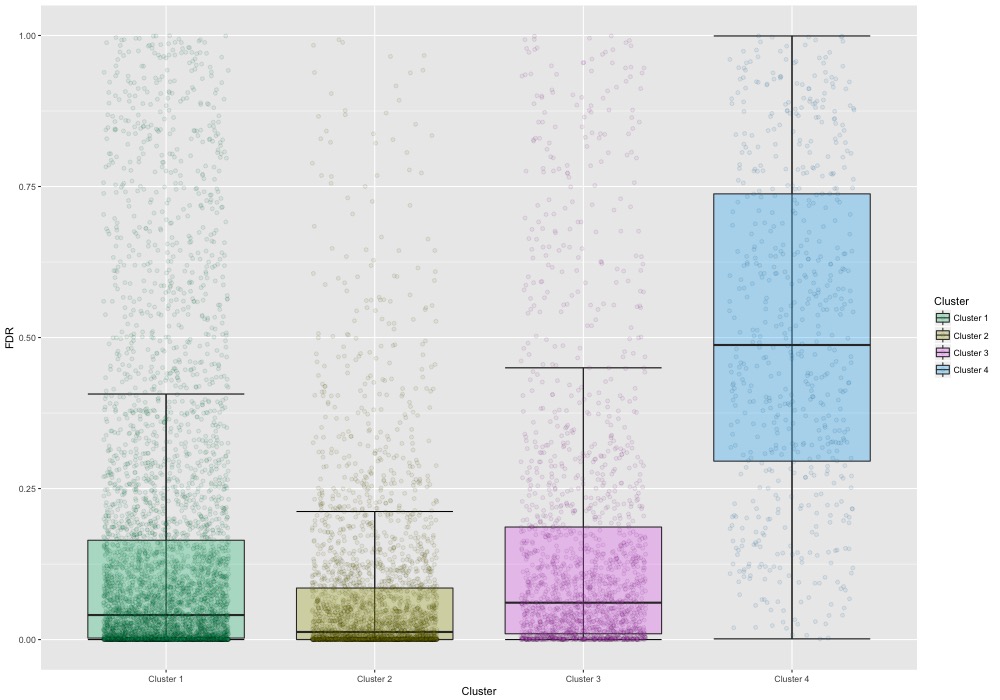 1.00
0.75
0.50
0.25
0.00
FDR
Cluster 1
Cluster 2
Cluster 3
Cluster 4
Cluster
Cluster
Cluster 1
Cluster 2
Cluster 3
Cluster 4